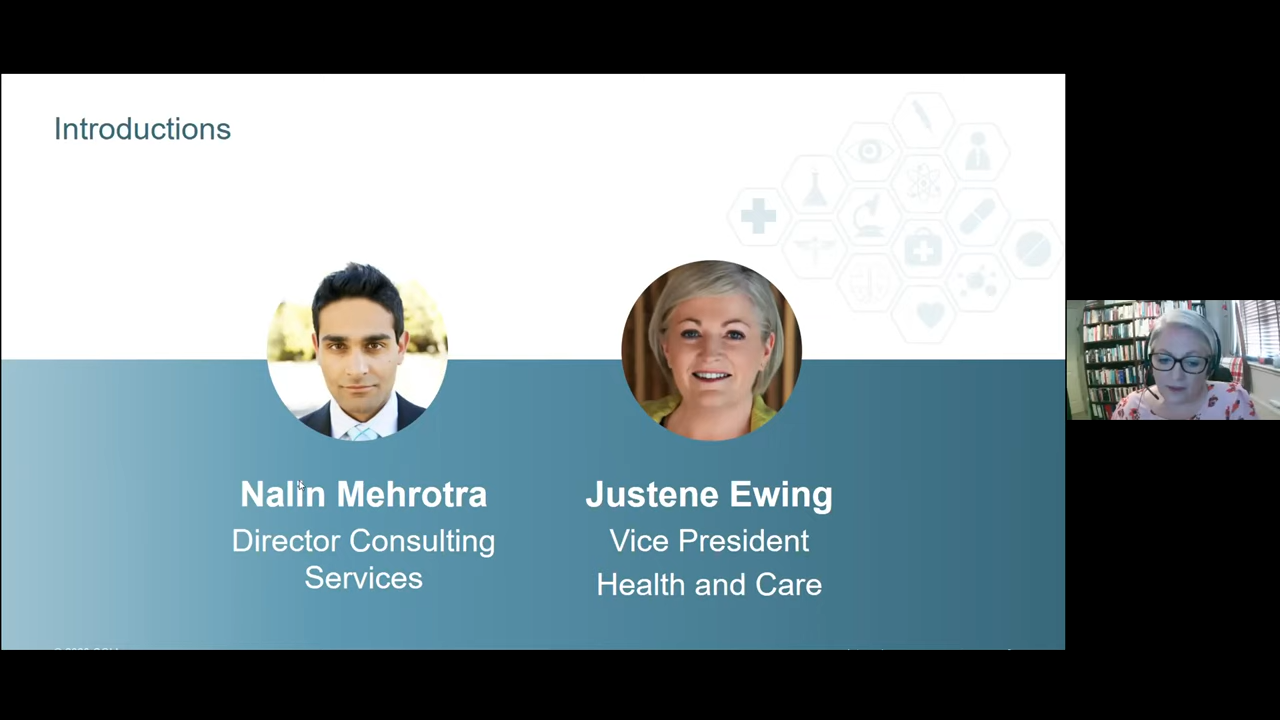 Introductions
Nalin Mehrotra
Director Consulting
Services
Justene Ewing
Vice President
Health and Care